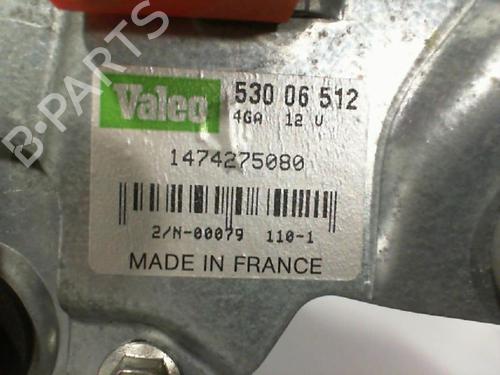 B-PARTS
Valeo 530 06 512
4GA 12 V
1474275080
2/N-00079 110-1
MADE IN FRANCE